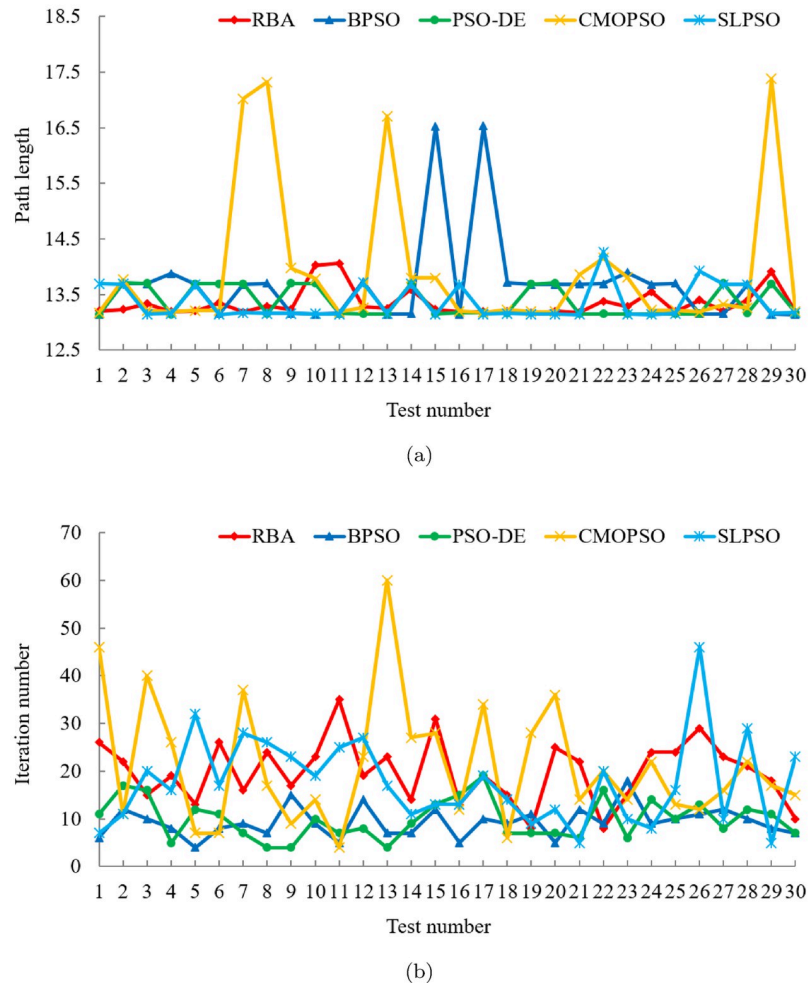 18.5
RBA BPSO PSO-DE CMOPSO SLPSO
17.5
16.5
15.5
14.5
13.5
12.5
Path length
1 2 3 4 5 6 7 8 9 10 11 12 13 14 15 16 17 18 19 20 21 22 23 24 25 26 27 28 29 30
Test number
(a)
70
RBA BPSO PSO-DE CMOPSO SLPSO
60
50
40
30
20
10
0
Iteration number
1 2 3 4 5 6 7 8 9 10 11 12 13 14 15 16 17 18 19 20 21 22 23 24 25 26 27 28 29 30
Test number
(b)